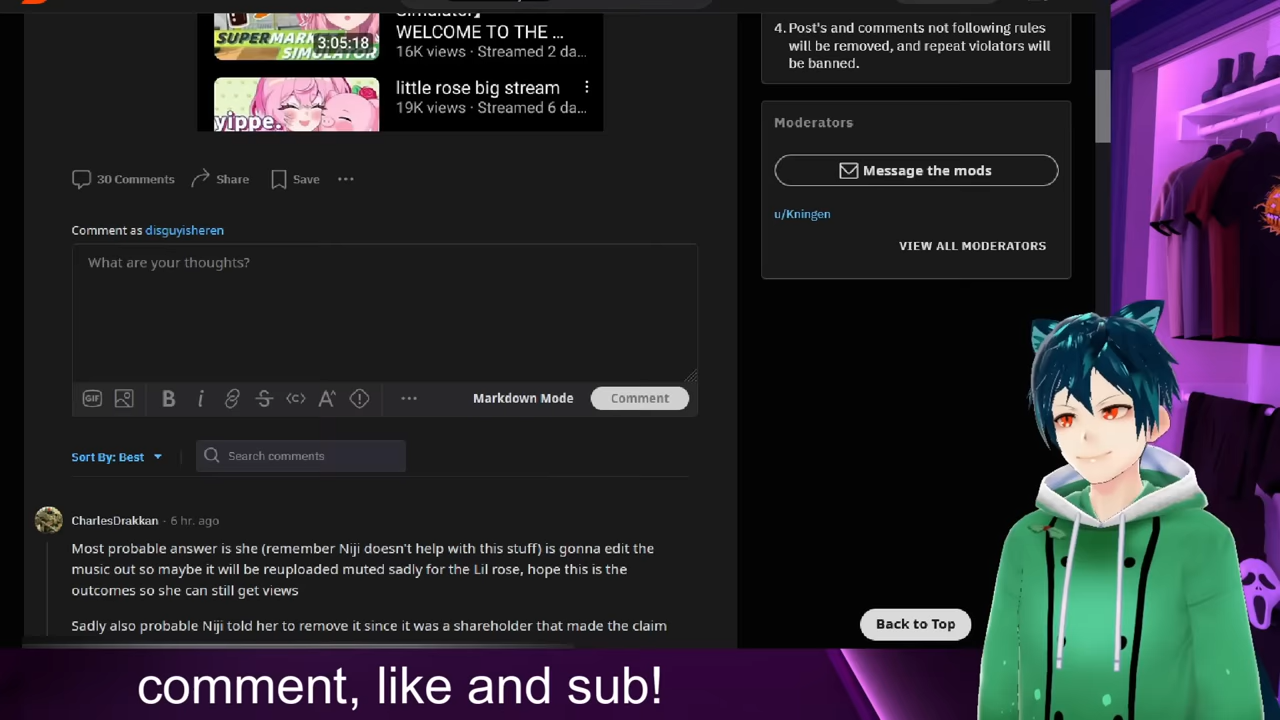 Simulator】
WELCOME TO THE ...
16K views · Streamed 2 da...
SUPERMARKET
SIMULATOR
3:05:18
little rose big stream
19K views · Streamed 6 da...
yippe.
4. Post's and comments not following rules
will be removed, and repeat violators will
be banned.
Moderators
Message the mods
u/Kningen
VIEW ALL MODERATORS
30 Comments
Share
Save
Comment as disguyisheren
What are your thoughts?
GIF
B
i
Markdown Mode
Comment
Sort By: Best
Search comments
CharlesDrakkan · 6 hr. ago
Most probable answer is she (remember Niji doesn't help with this stuff) is gonna edit the
music out so maybe it will be reuploaded muted sadly for the Lil rose, hope this is the
outcomes so she can still get views
Sadly also probable Niji told her to remove it since it was a shareholder that made the claim
Back to Top
comment, like and sub!